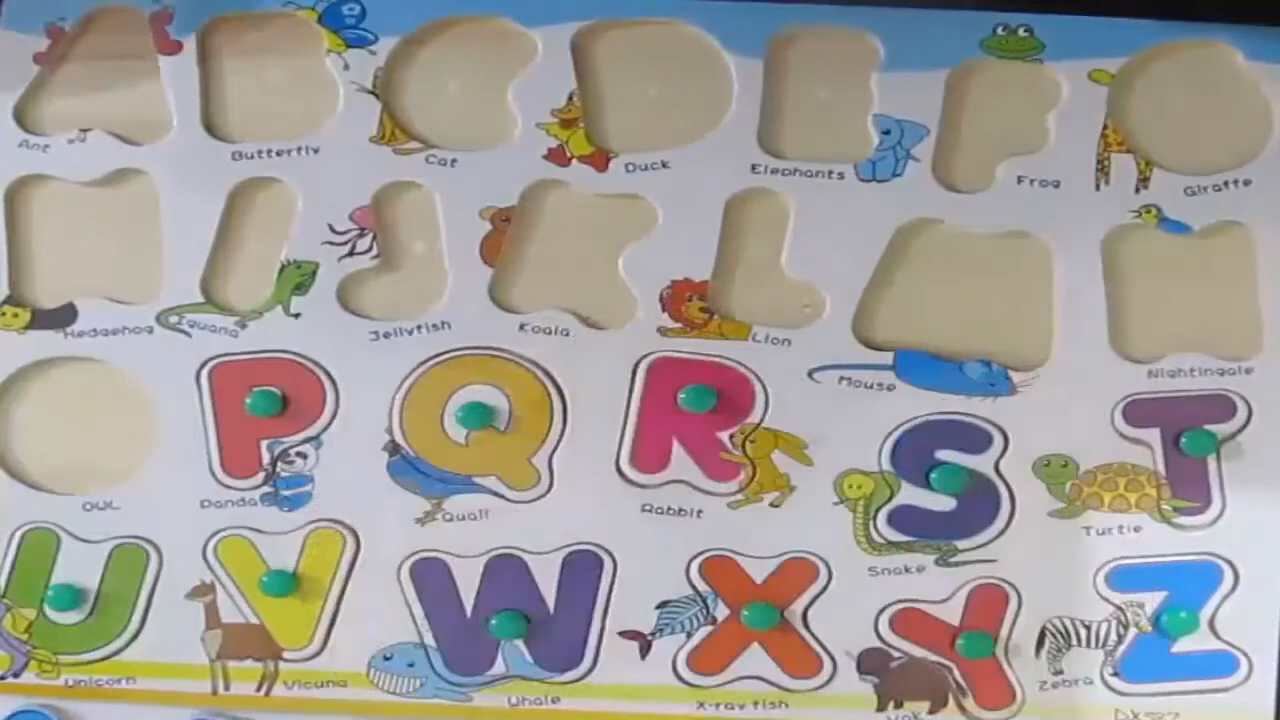 Ant Butterfly Cat Duck Elephants Frog Giraffe
Hedgehog Iguana Jellyfish Koala Lion Mouse Nightingale
OWL Panda Quail Rabbit Snake Turtle
P Q R S T
U V W X Y Z
Unicorn Vicuna Whale X-ray fish Yak Zebra